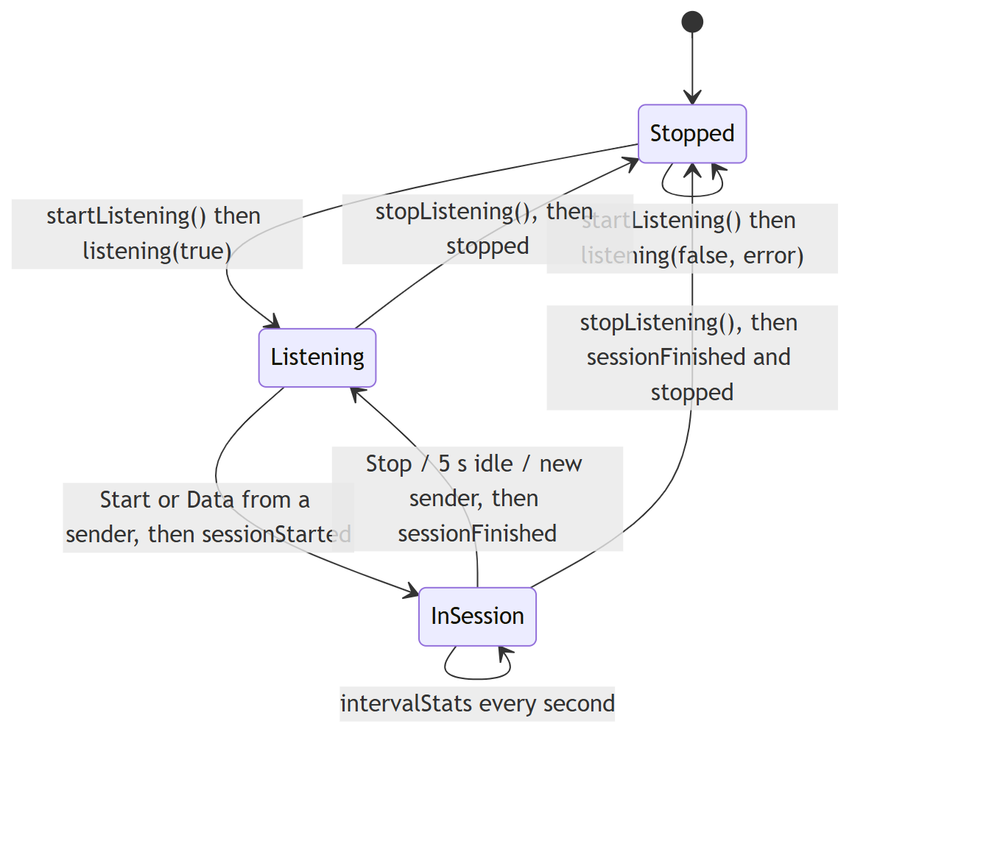 Stopped
startListening() then
listening(true)
stopListening(), then
stopped
startListening() then
listening(false, error)
stopListening(), then
sessionFinished and
stopped
Listening
Start or Data from a
sender, then sessionStarted
Stop / 5 s idle / new
sender, then
sessionFinished
InSession
intervalStats every second